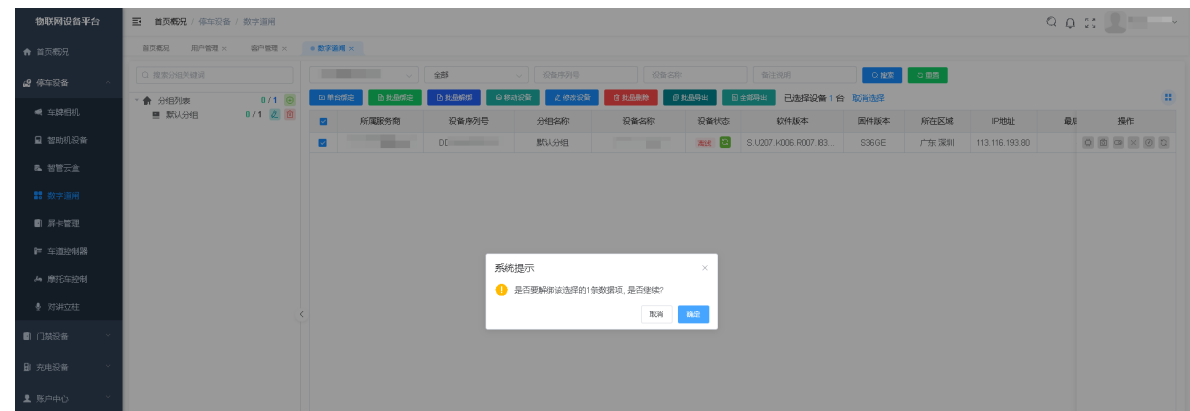 物联网设备平台
首页概况 / 停车设备 / 数字道闸
首页概况
首页概况 用户管理 × 客户管理 × 数字道闸 ×
停车设备
车牌相机
智助机设备
智管云盒
数字道闸
屏卡管理
车道控制器
摩托车控制
对讲立柱
门禁设备
充电设备
账户中心
搜索分组关键词
分组列表 0 / 1
默认分组 0 / 1
全部 设备序列号 设备名称 备注说明 搜索 重置
单台绑定 批量绑定 批量解绑 移动设备 修改设备 批量删除 批量导出 全部导出 已选择设备 1 台 取消选择
所属服务商 设备序列号 分组名称 设备名称 设备状态 软件版本 固件版本 所在区域 IP地址 最后 操作
DD 默认分组 离线 S.U207.K006.R007.I83... S36GE 广东 深圳 113.116.193.80
系统提示 ×
是否要解绑该选择的1条数据项, 是否继续?
取消 确定